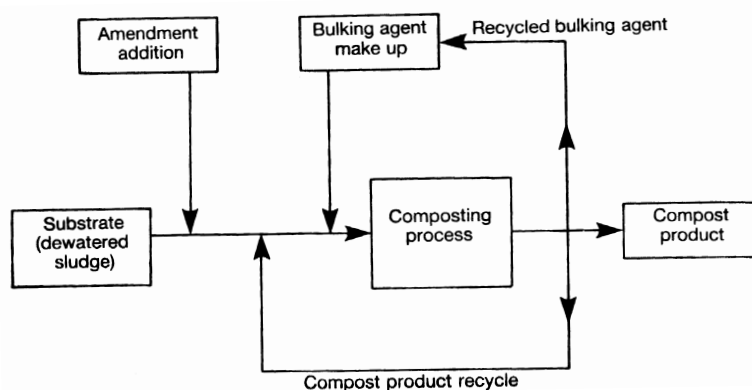 Amendment
addition
Bulking agent
make up
Recycled bulking agent
Substrate
(dewatered
sludge)
Composting
process
Compost
product
Compost product recycle